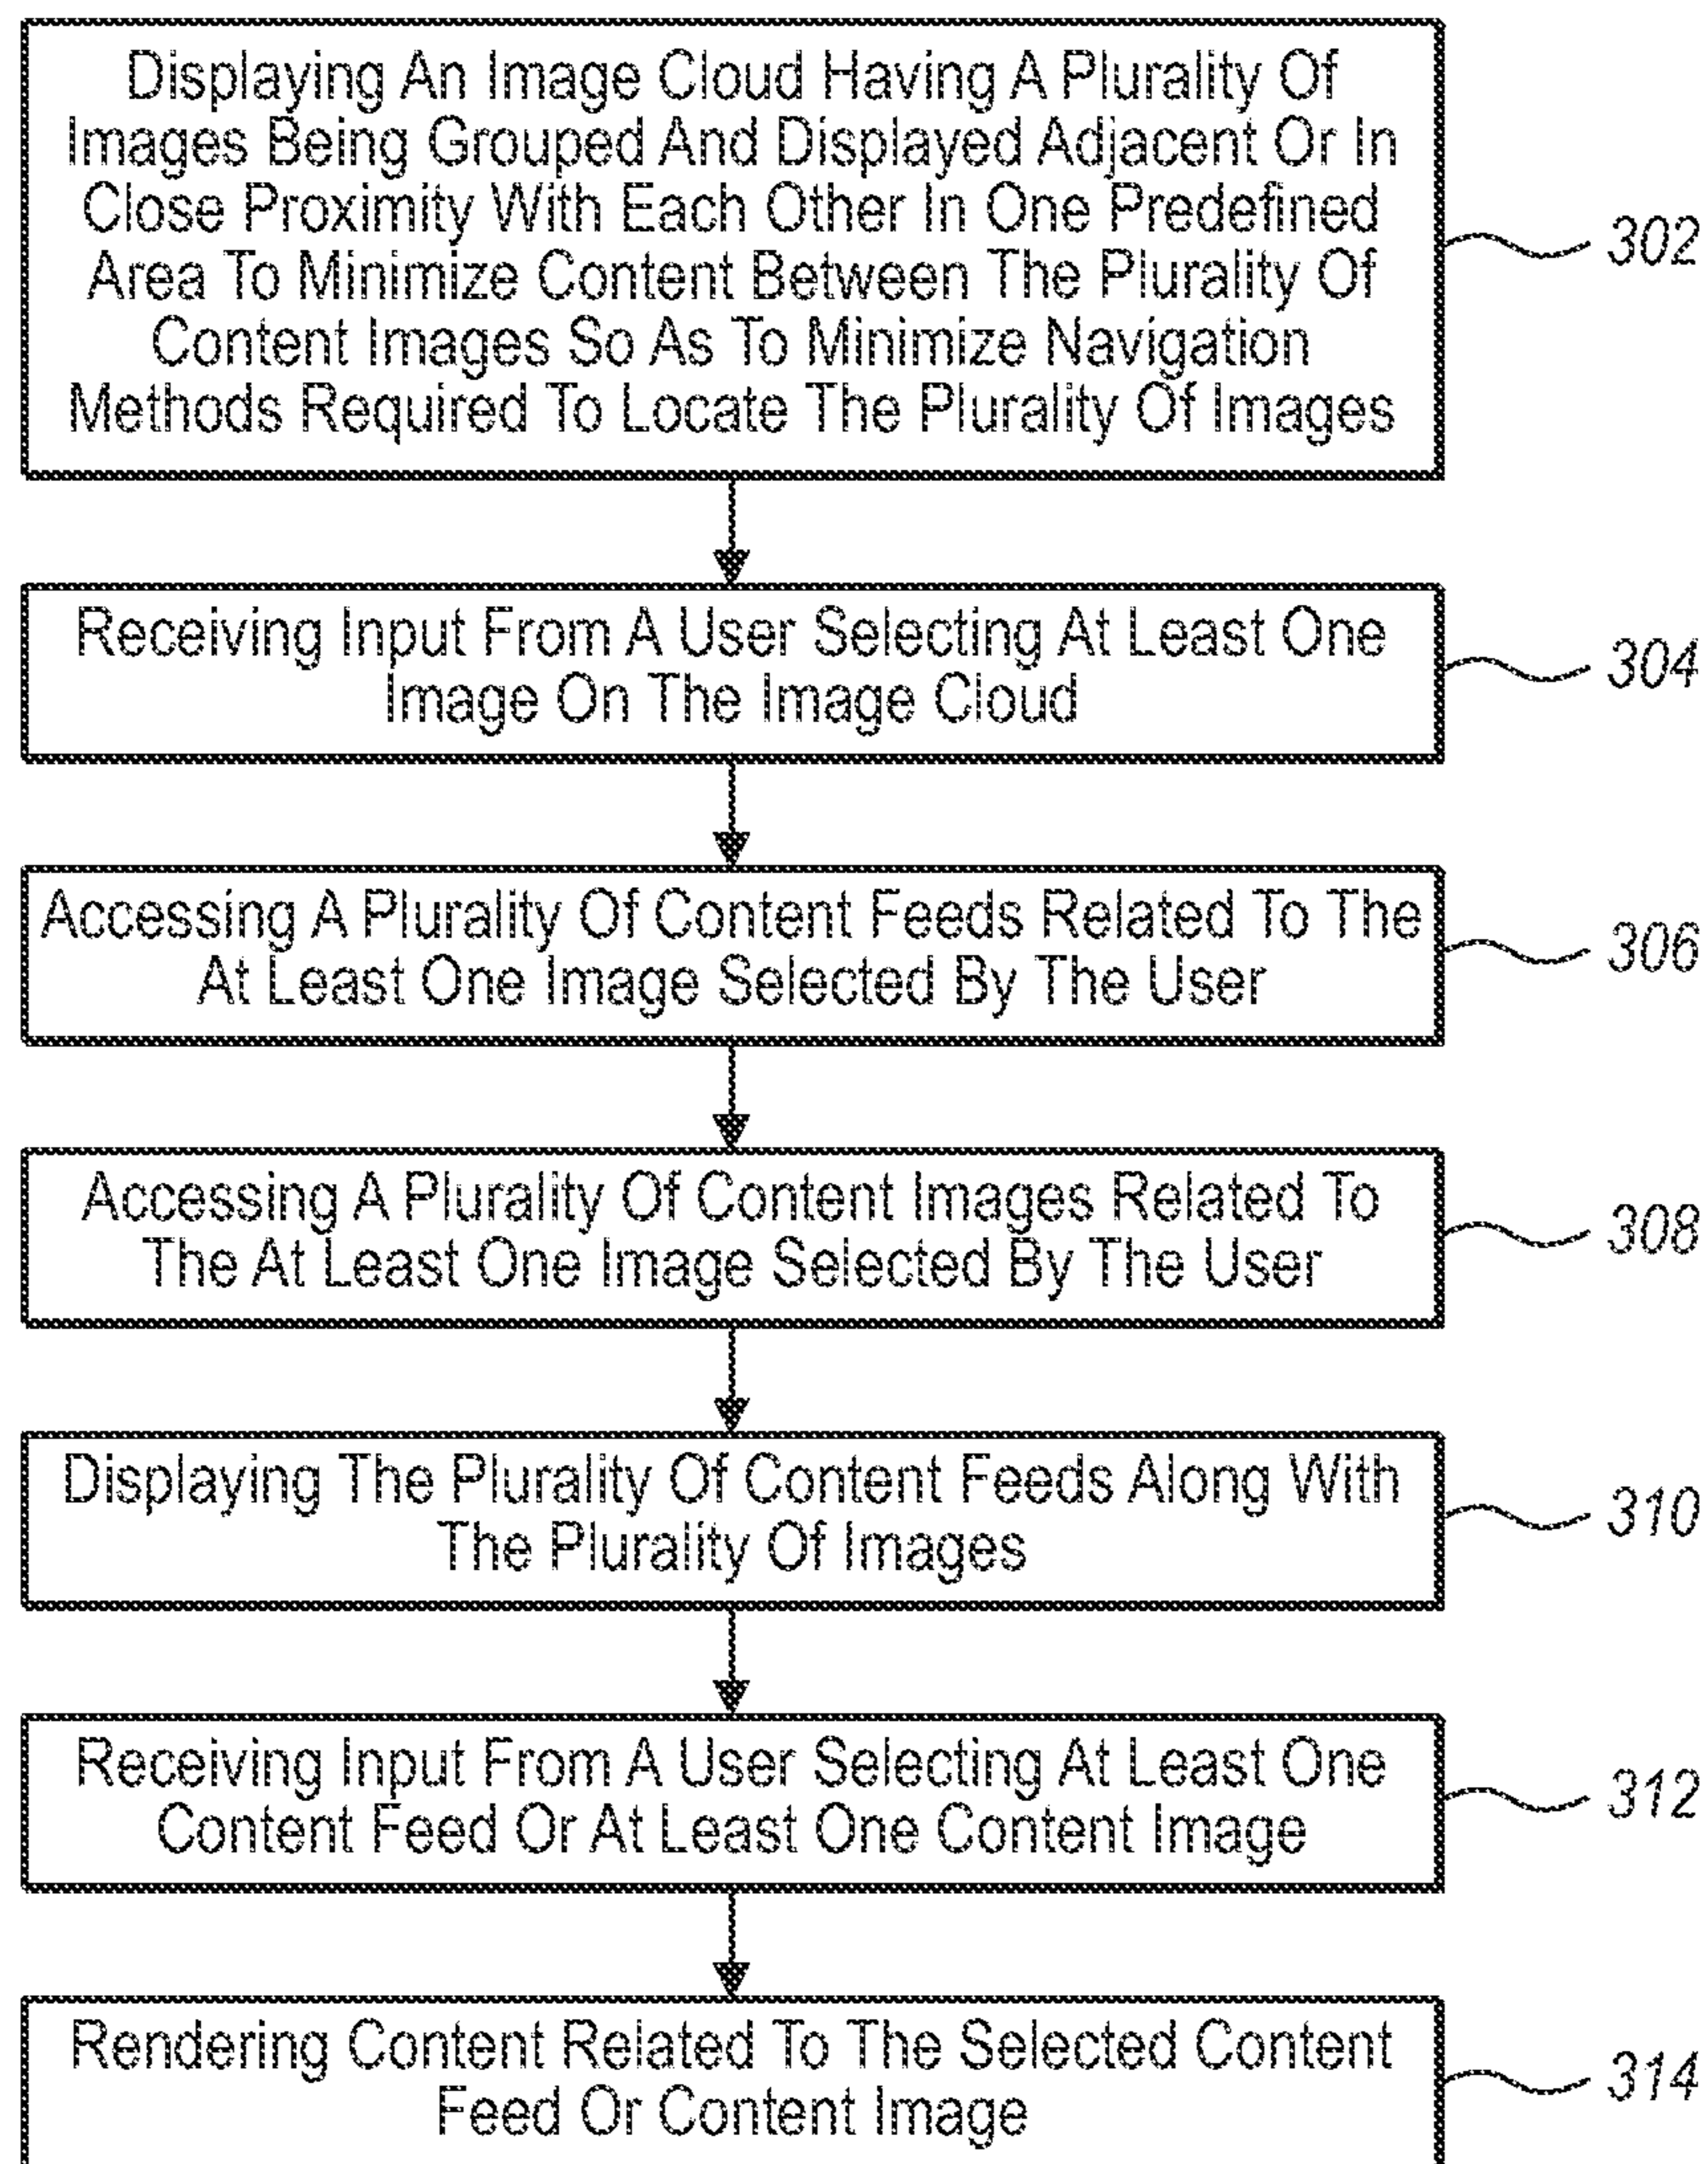 Displaying An Image Cloud Having A Plurality Of
Images Being Grouped And Displayed Adjacent Or In
Close Proximity With Each Other In One Predefined
Area To Minimize Content Between The Plurality Of
Content Images So As To Minimize Navigation
Methods Required To Locate The Plurality Of Images
302
Receiving Input From A User Selecting At Least One
Image On The Image Cloud
304
Accessing A Plurality Of Content Feeds Related To The
At Least One Image Selected By The User
306
Accessing A Plurality Of Content Images Related To
The At Least One Image Selected By The User
308
Displaying The Plurality Of Content Feeds Along With
The Plurality Of Images
310
Receiving Input From A User Selecting At Least One
Content Feed Or At Least One Content Image
312
Rendering Content Related To The Selected Content
Feed Or Content Image
314